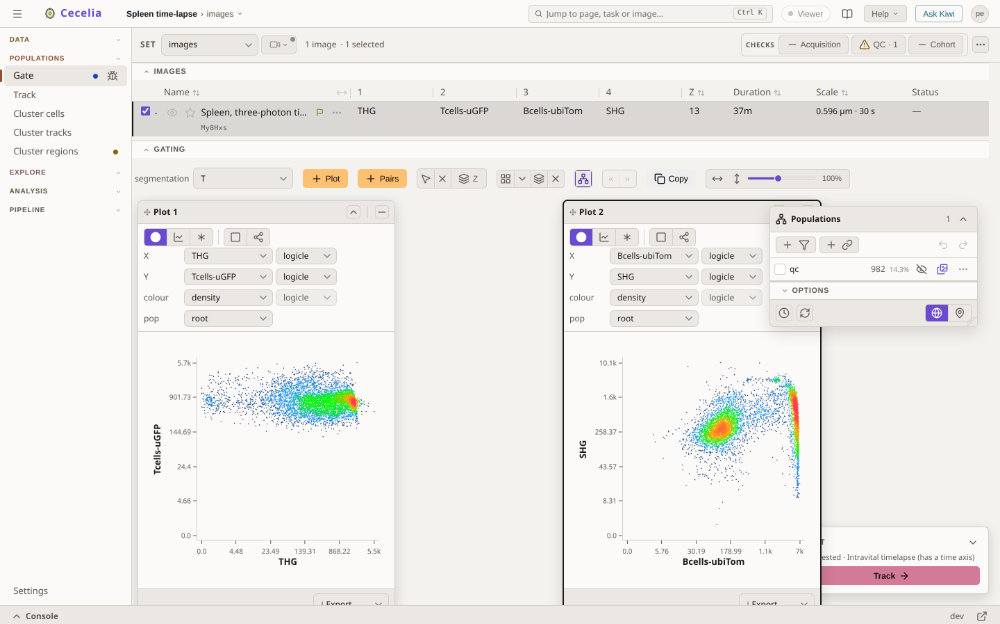 Cecelia
Spleen time-lapse › images
Jump to page, task or image...
Ctrl K
Viewer
Help
Ask Kiwi
pe
DATA
POPULATIONS
Gate
Track
Cluster cells
Cluster tracks
Cluster regions
EXPLORE
ANALYSIS
PIPELINE
Settings
SET
images
1 image · 1 selected
CHECKS
Acquisition
QC · 1
Cohort
IMAGES
Name 1 2 3 4 Z Duration Scale Status
Spleen, three-photon ti... THG Tcells-uGFP Bcells-ubiTom SHG 13 37m 0.596 µm · 30 s —
My8Hxs
GATING
segmentation T + Plot + Pairs Z Copy 100%
Plot 1
X THG logicle
Y Tcells-uGFP logicle
colour density logicle
pop root
5.7k
901.73
144.69
24.4
4.66
0.0
Tcells-uGFP
0.0 4.48 23.49 139.31 868.22 5.5k
THG
Export
Plot 2
X Bcells-ubiTom logicle
Y SHG logicle
colour density logicle
pop root
10.1k
1.6k
258.37
43.57
8.31
0.0
SHG
0.0 5.76 30.19 178.99 1.1k 7k
Bcells-ubiTom
Export
Populations 1
qc 982 14.3%
OPTIONS
ested · Intravital timelapse (has a time axis)
Track →
Console
dev